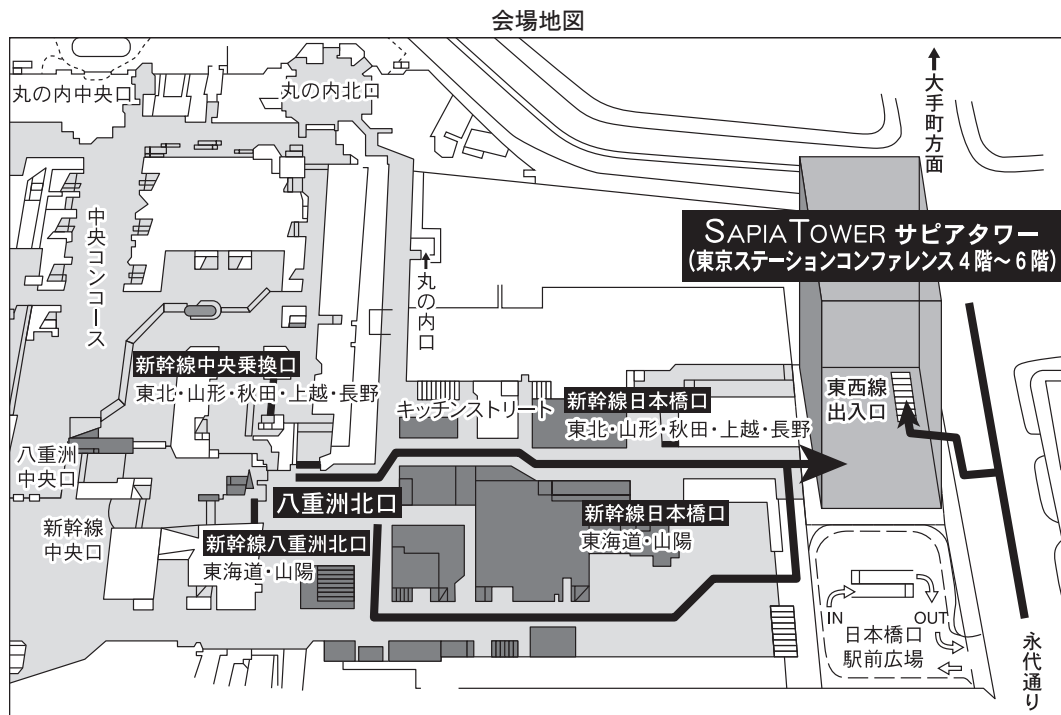 会場地図
丸の内中央口
丸の内北口
↑大手町方面
SAPIA TOWER サピアタワー
(東京ステーションコンファレンス 4 階～ 6 階)
中央コンコース
↑丸の内口
新幹線中央乗換口
東北・山形・秋田・上越・長野
キッチンストリート
新幹線日本橋口
東北・山形・秋田・上越・長野
東西線
出入口
八重洲
中央口
八重洲北口
新幹線
中央口
新幹線八重洲北口
東海道・山陽
新幹線日本橋口
東海道・山陽
IN
OUT
日本橋口
駅前広場
永代通り